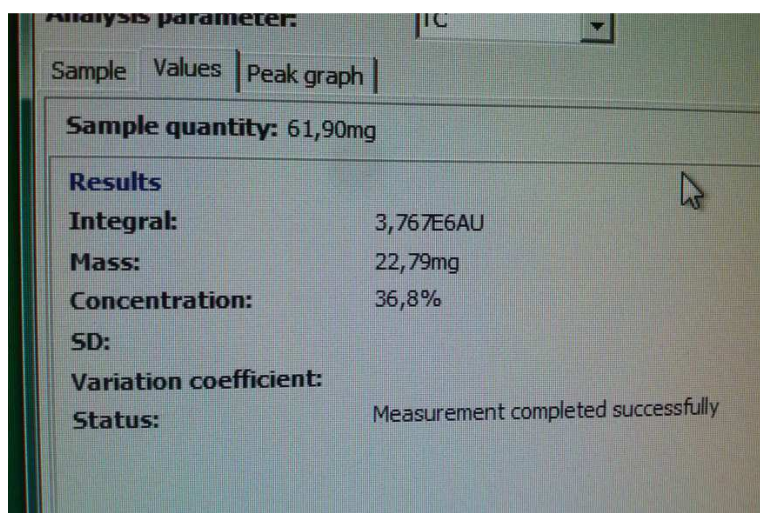 Analysis parameter: TC
Sample Values Peak graph
Sample quantity: 61,90mg
Results
Integral: 3,767E6AU
Mass: 22,79mg
Concentration: 36,8%
SD:
Variation coefficient:
Status: Measurement completed successfully